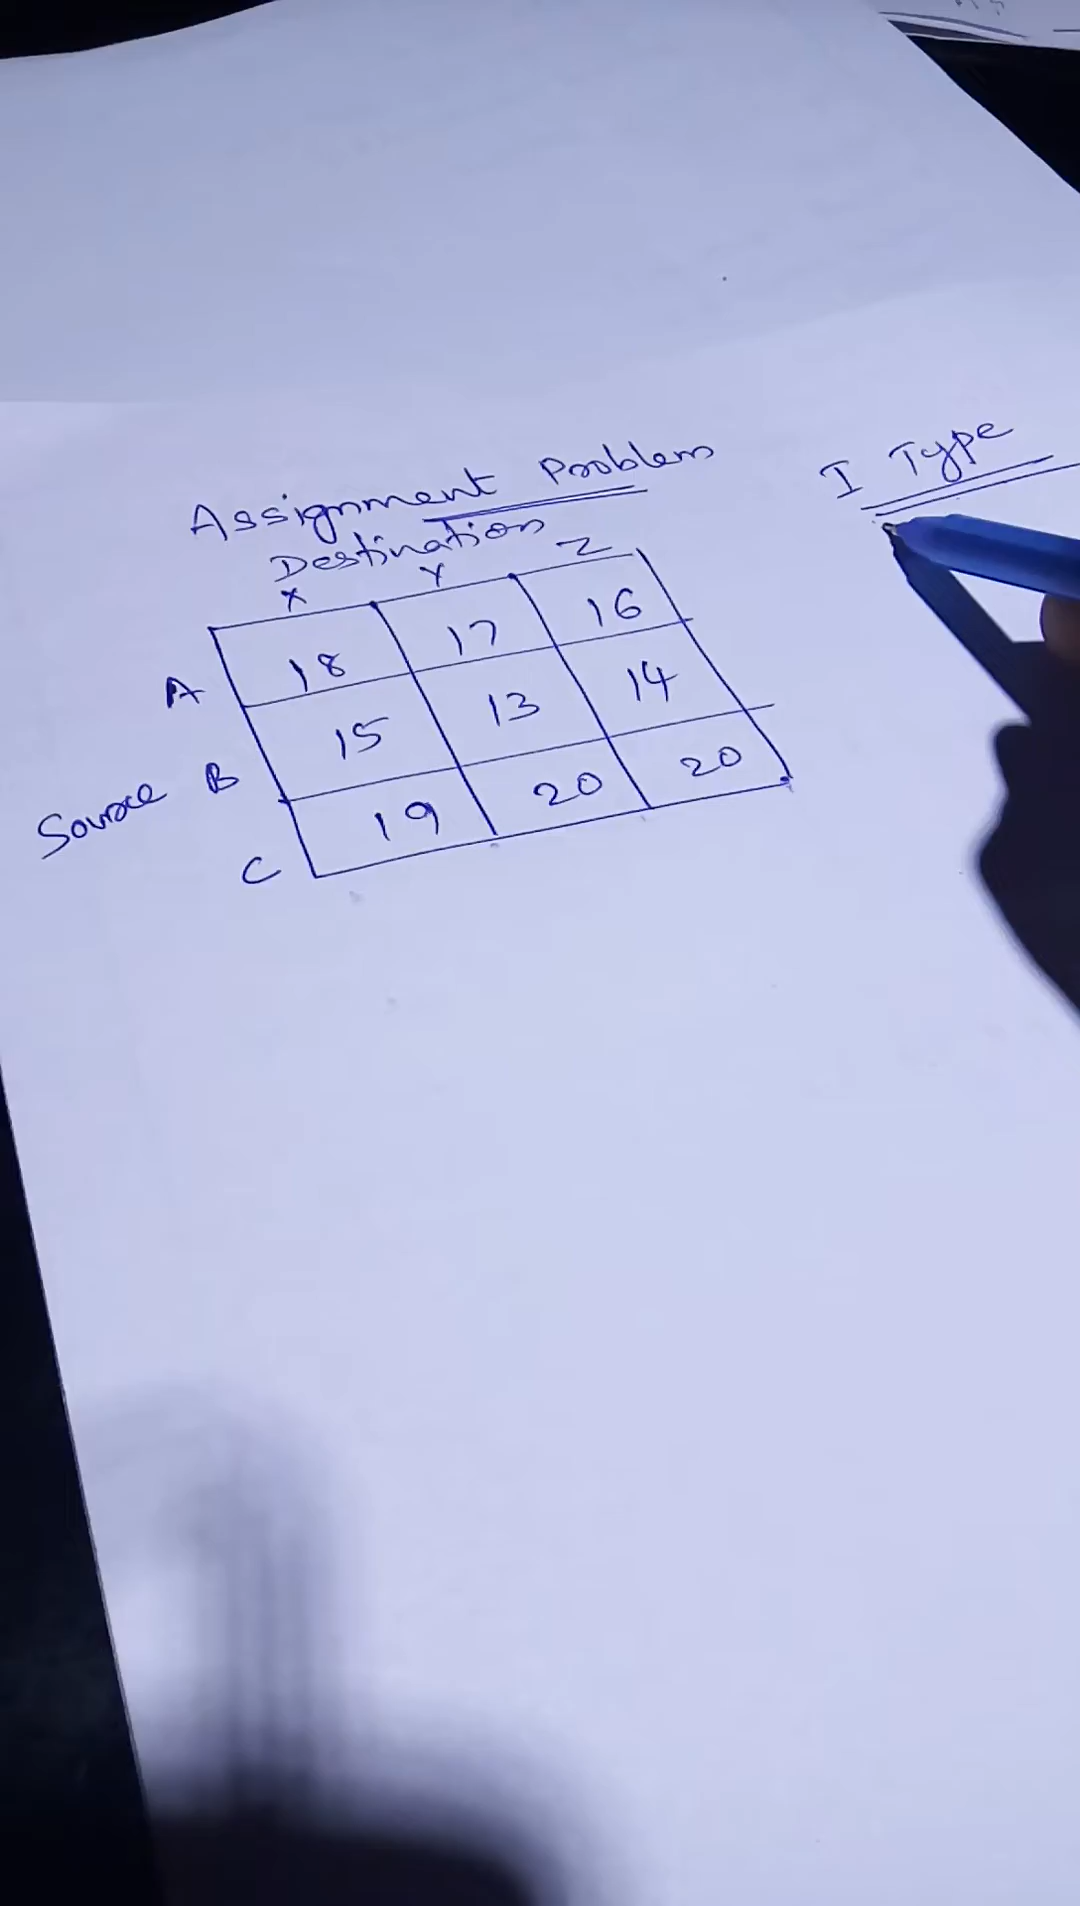 Assignment Problem
I Type
Destination
X Y Z
A 18 17 16
Source B 15 13 14
C 19 20 20